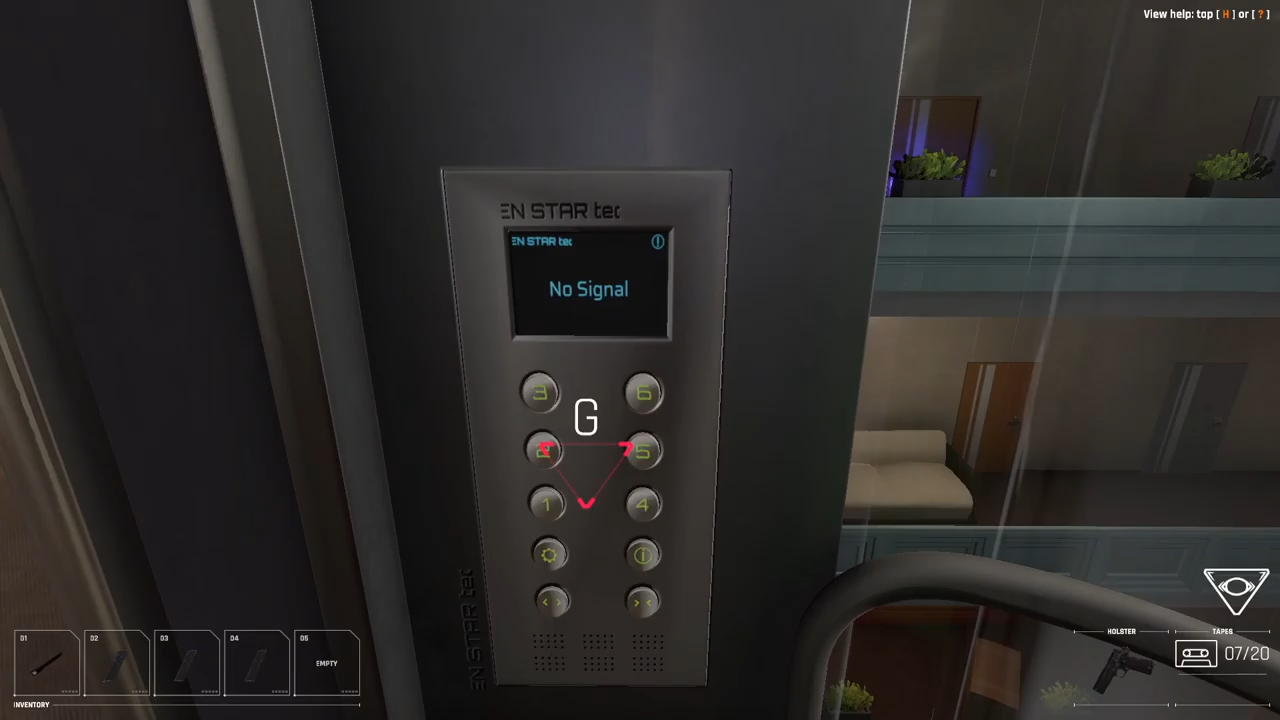 View help: tap [ H ] or [ ? ]
EN STAR tec
EN STAR tec
No Signal
3 6
G
2 5
1 4
< > > <
EN STAR tec
01 02 03 04 05
EMPTY
INVENTORY
HOLSTER TAPES
07/20